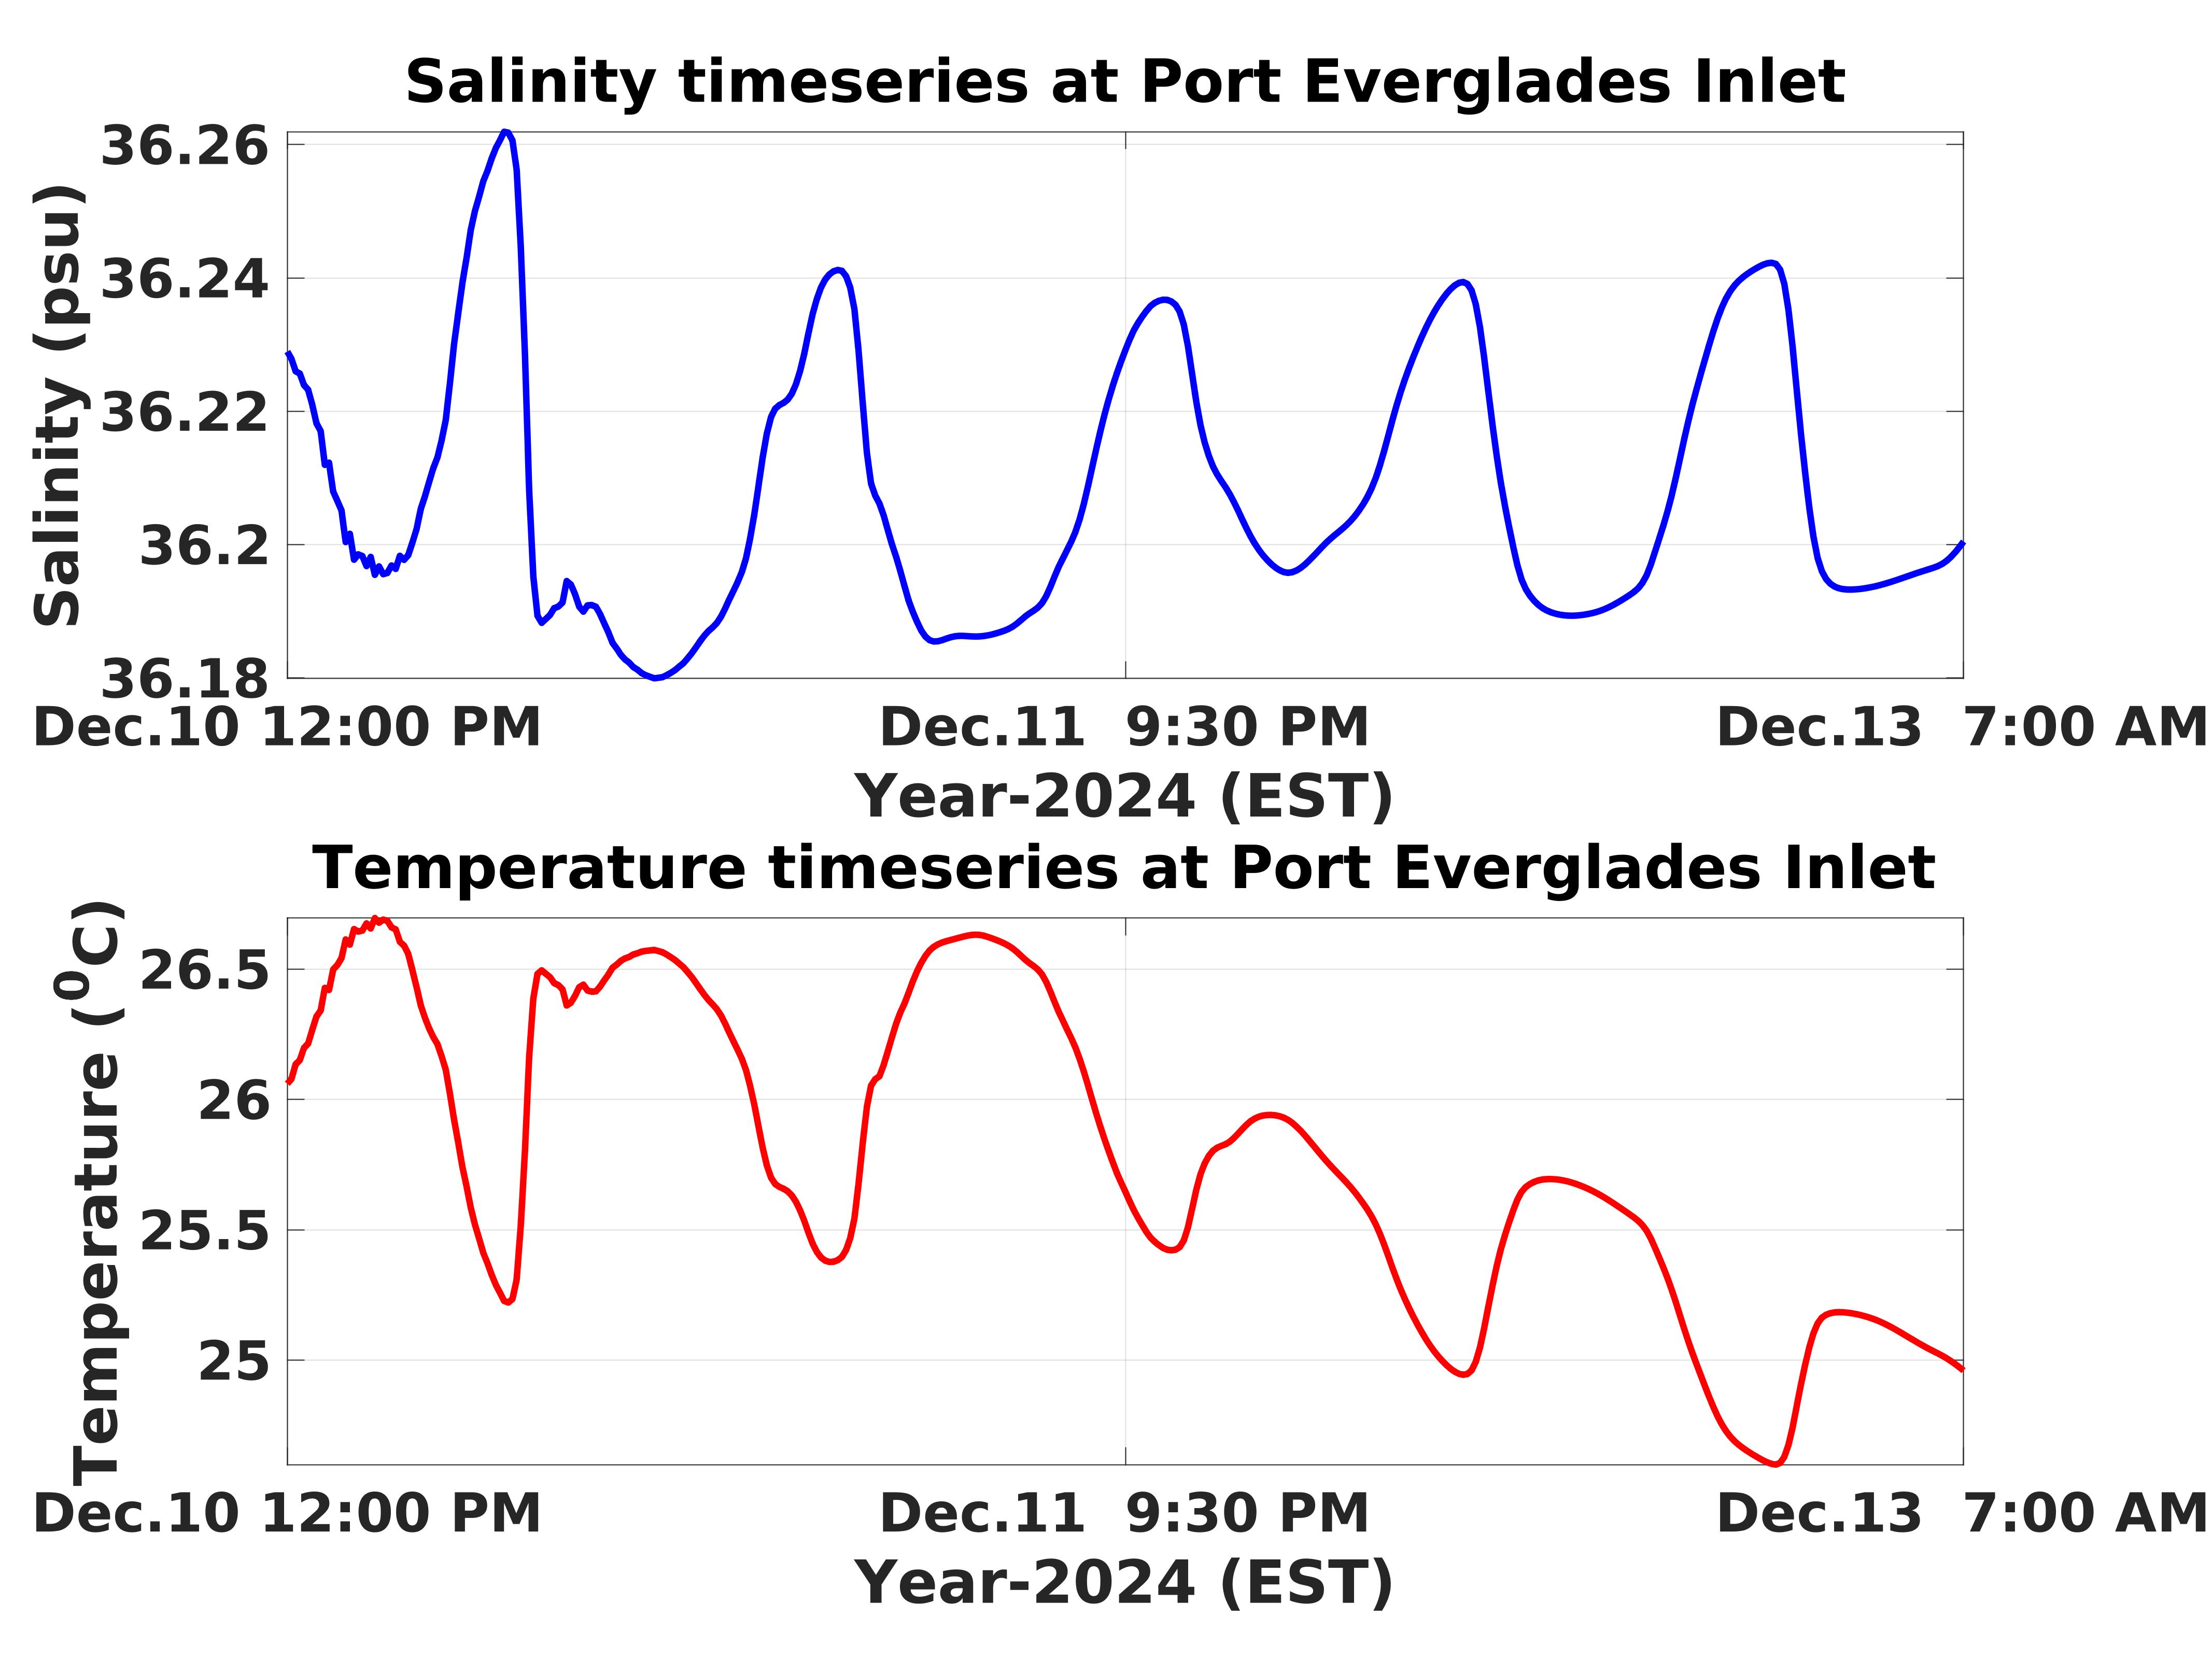 Salinity timeseries at Port Everglades Inlet
Salinity (psu)
36.26
36.24
36.22
36.2
36.18
Dec.10 12:00 PM Dec.11  9:30 PM Dec.13  7:00 AM
Year-2024 (EST)
Temperature timeseries at Port Everglades Inlet
Temperature (⁰C)
26.5
26
25.5
25
Dec.10 12:00 PM Dec.11  9:30 PM Dec.13  7:00 AM
Year-2024 (EST)